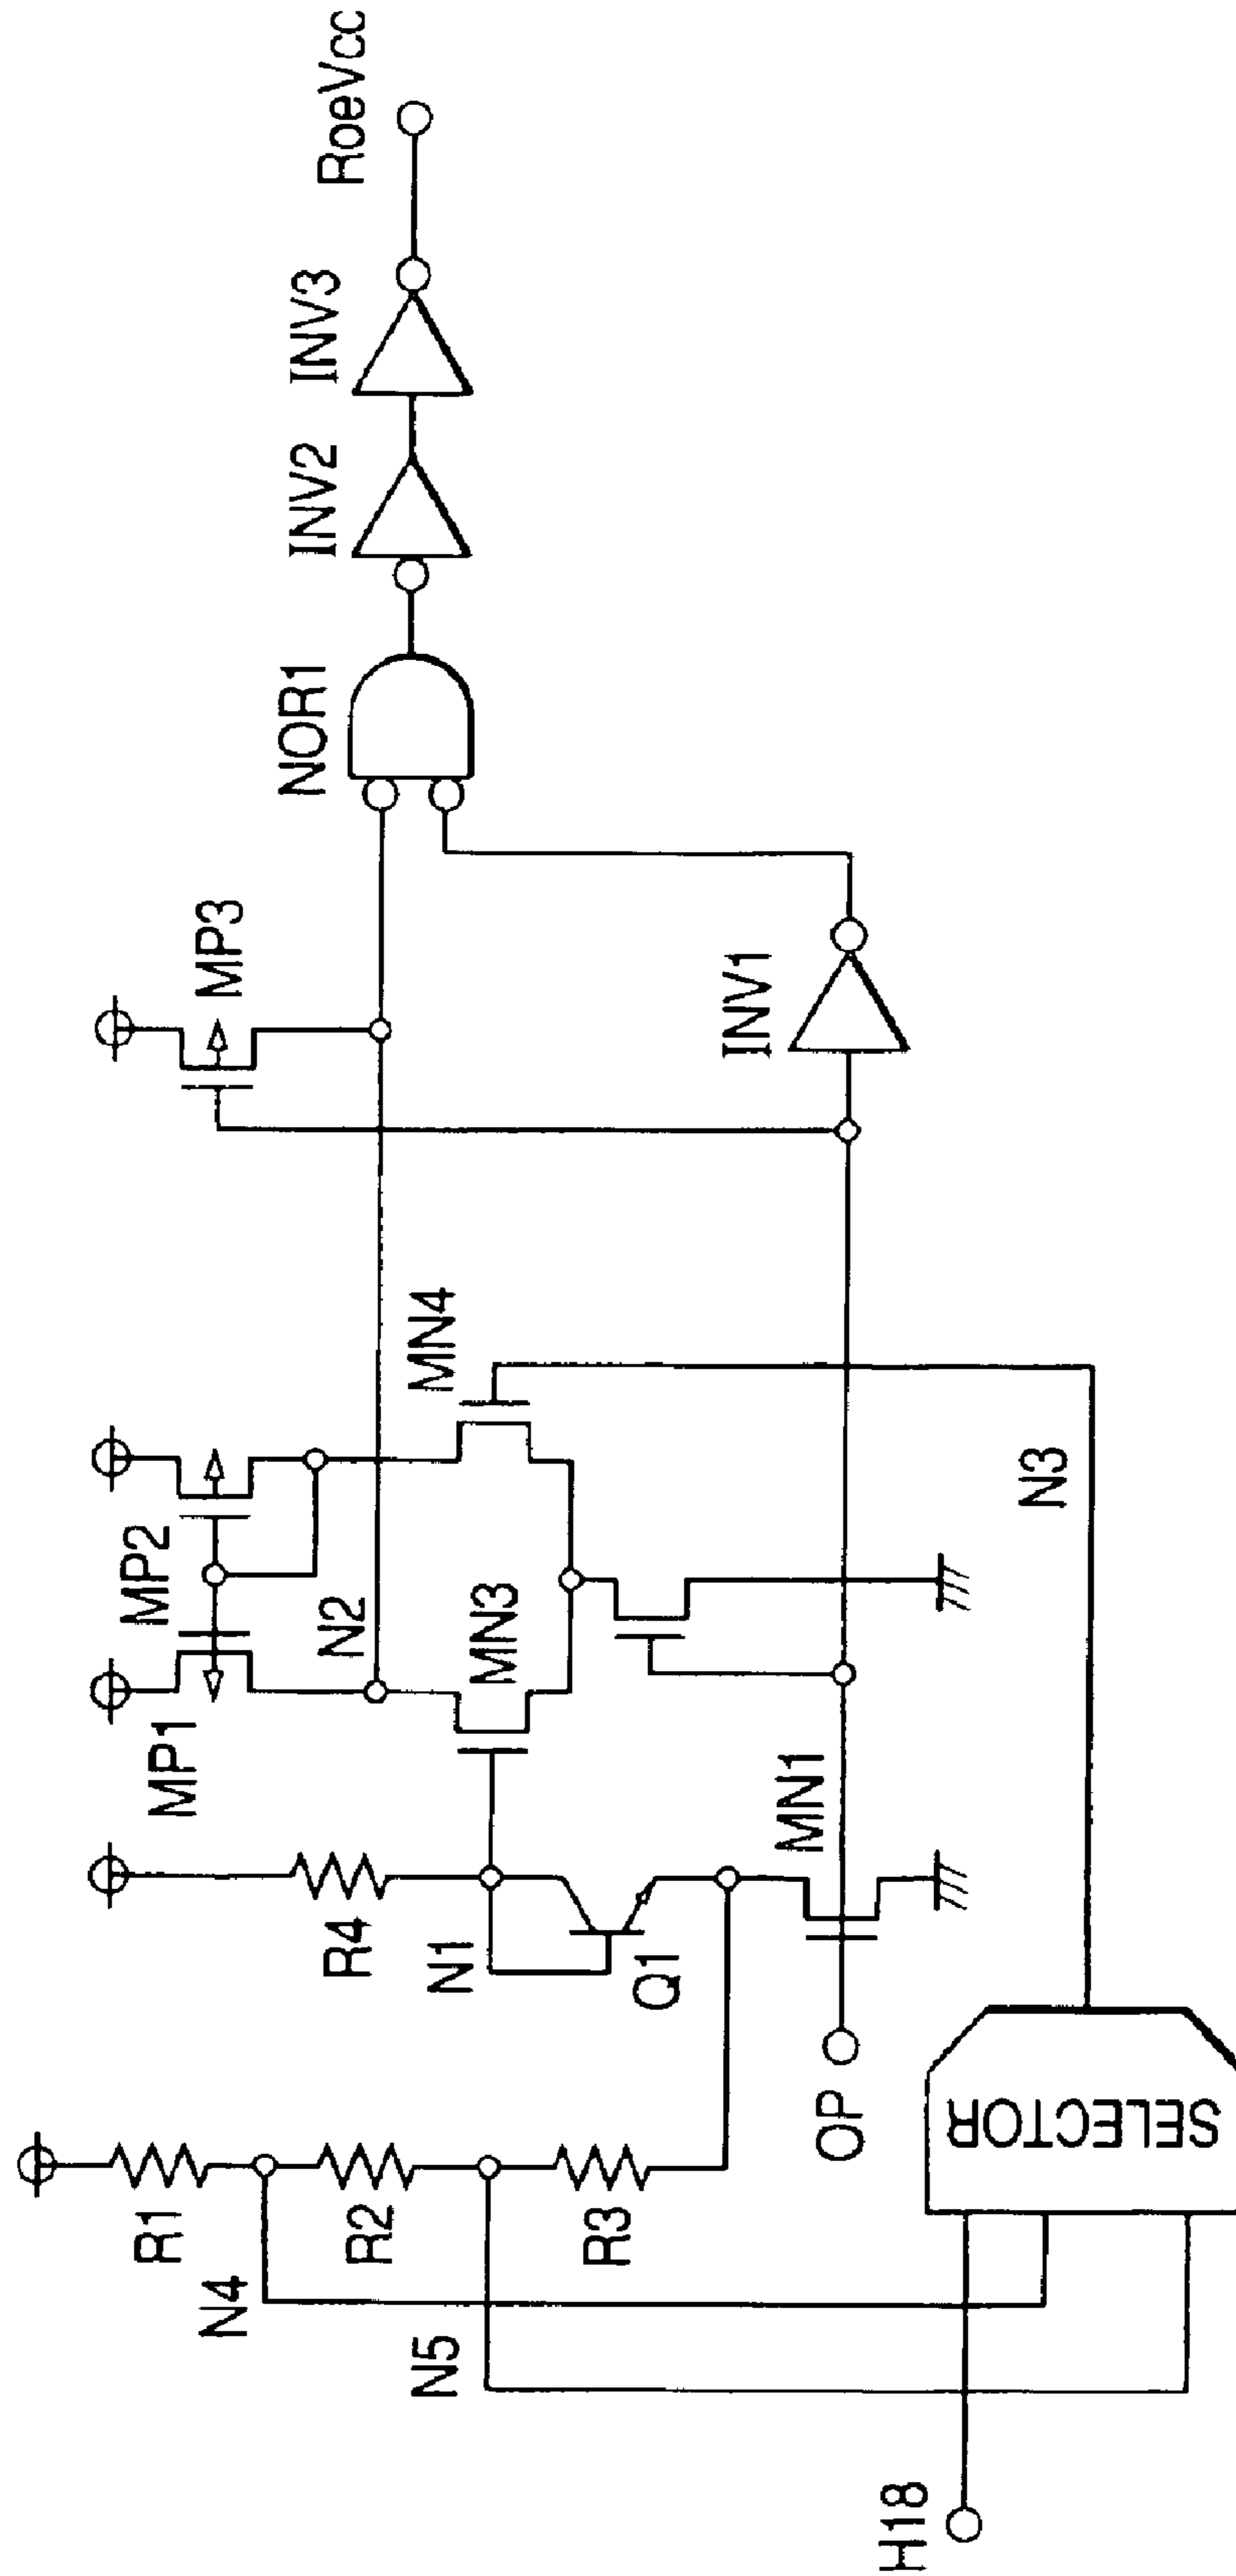 R1
N4
R2
N5
R3
H18
SELECTOR
OP
R4
N1
Q1
MN1
MP1
MP2
N2
MN3
MN4
N3
MP3
INV1
NOR1
INV2
INV3
RoeVcc